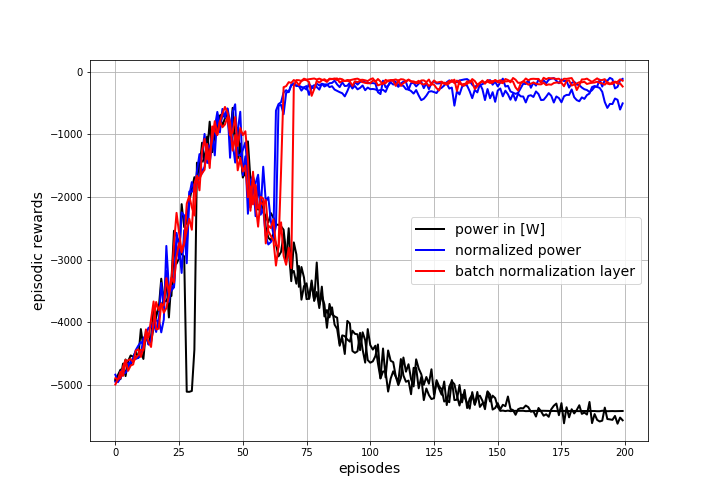 0
−1000
−2000
−3000
−4000
−5000
episodic rewards
power in [W]
normalized power
batch normalization layer
0 25 50 75 100 125 150 175 200
episodes